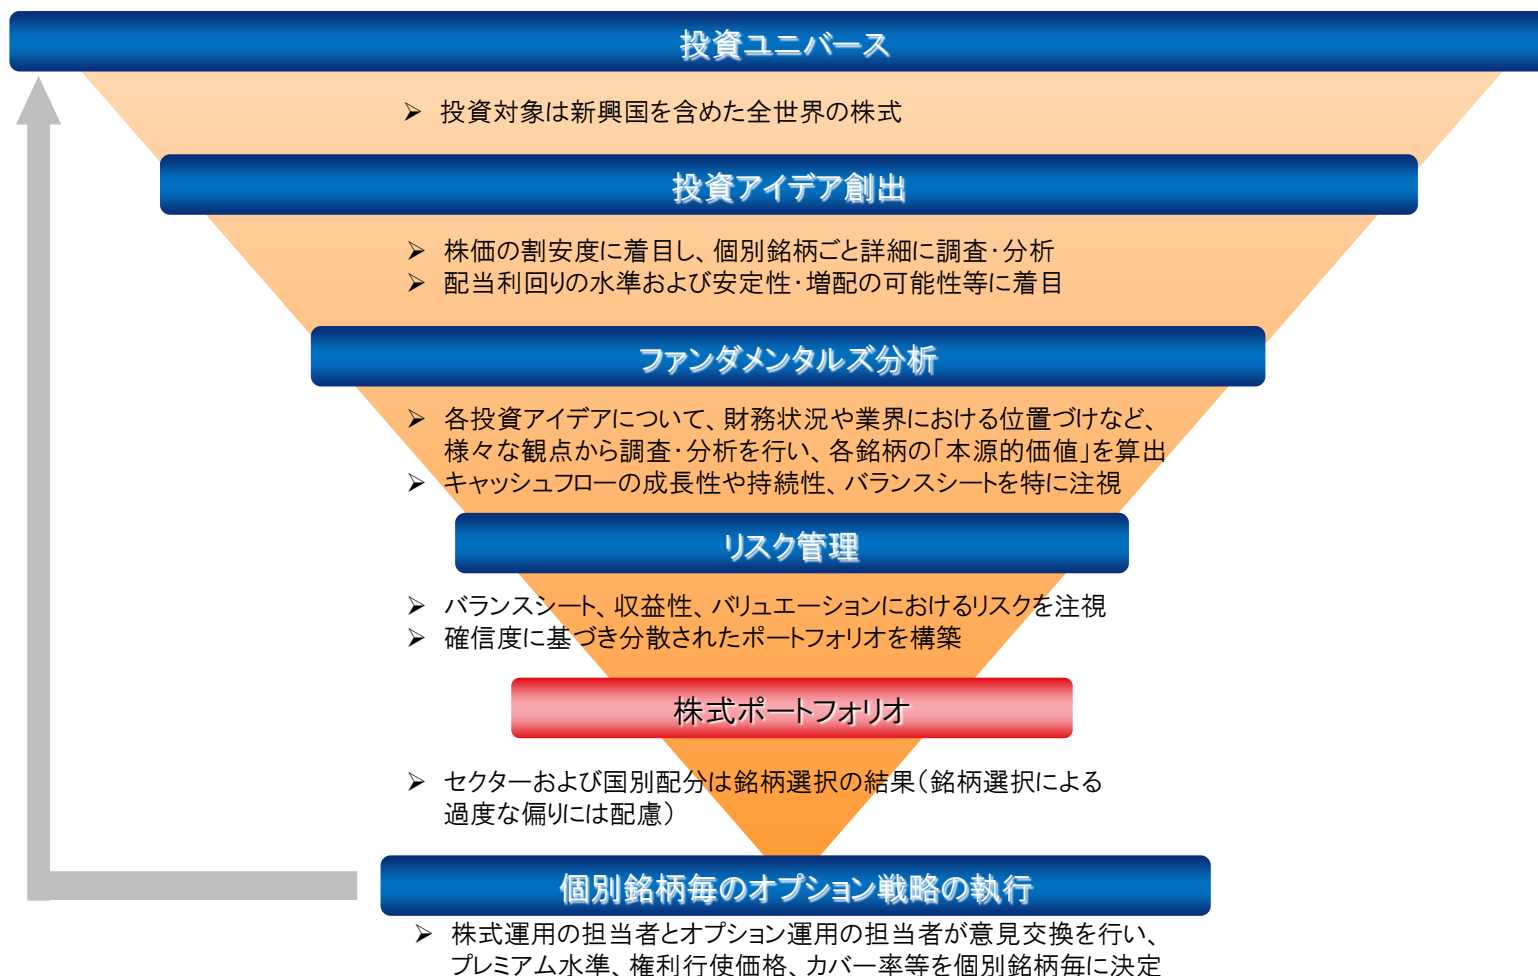 投資ユニバース
➢ 投資対象は新興国を含めた全世界の株式
投資アイデア創出
➢ 株価の割安度に着目し、個別銘柄ごと詳細に調査・分析
➢ 配当利回りの水準および安定性・増配の可能性等に着目
ファンダメンタルズ分析
➢ 各投資アイデアについて、財務状況や業界における位置づけなど、
様々な観点から調査・分析を行い、各銘柄の「本源的価値」を算出
➢ キャッシュフローの成長性や持続性、バランスシートを特に注視
リスク管理
➢ バランスシート、収益性、バリュエーションにおけるリスクを注視
➢ 確信度に基づき分散されたポートフォリオを構築
株式ポートフォリオ
➢ セクターおよび国別配分は銘柄選択の結果（銘柄選択による
過度な偏りには配慮）
個別銘柄毎のオプション戦略の執行
➢ 株式運用の担当者とオプション運用の担当者が意見交換を行い、
プレミアム水準、権利行使価格、カバー率等を個別銘柄毎に決定